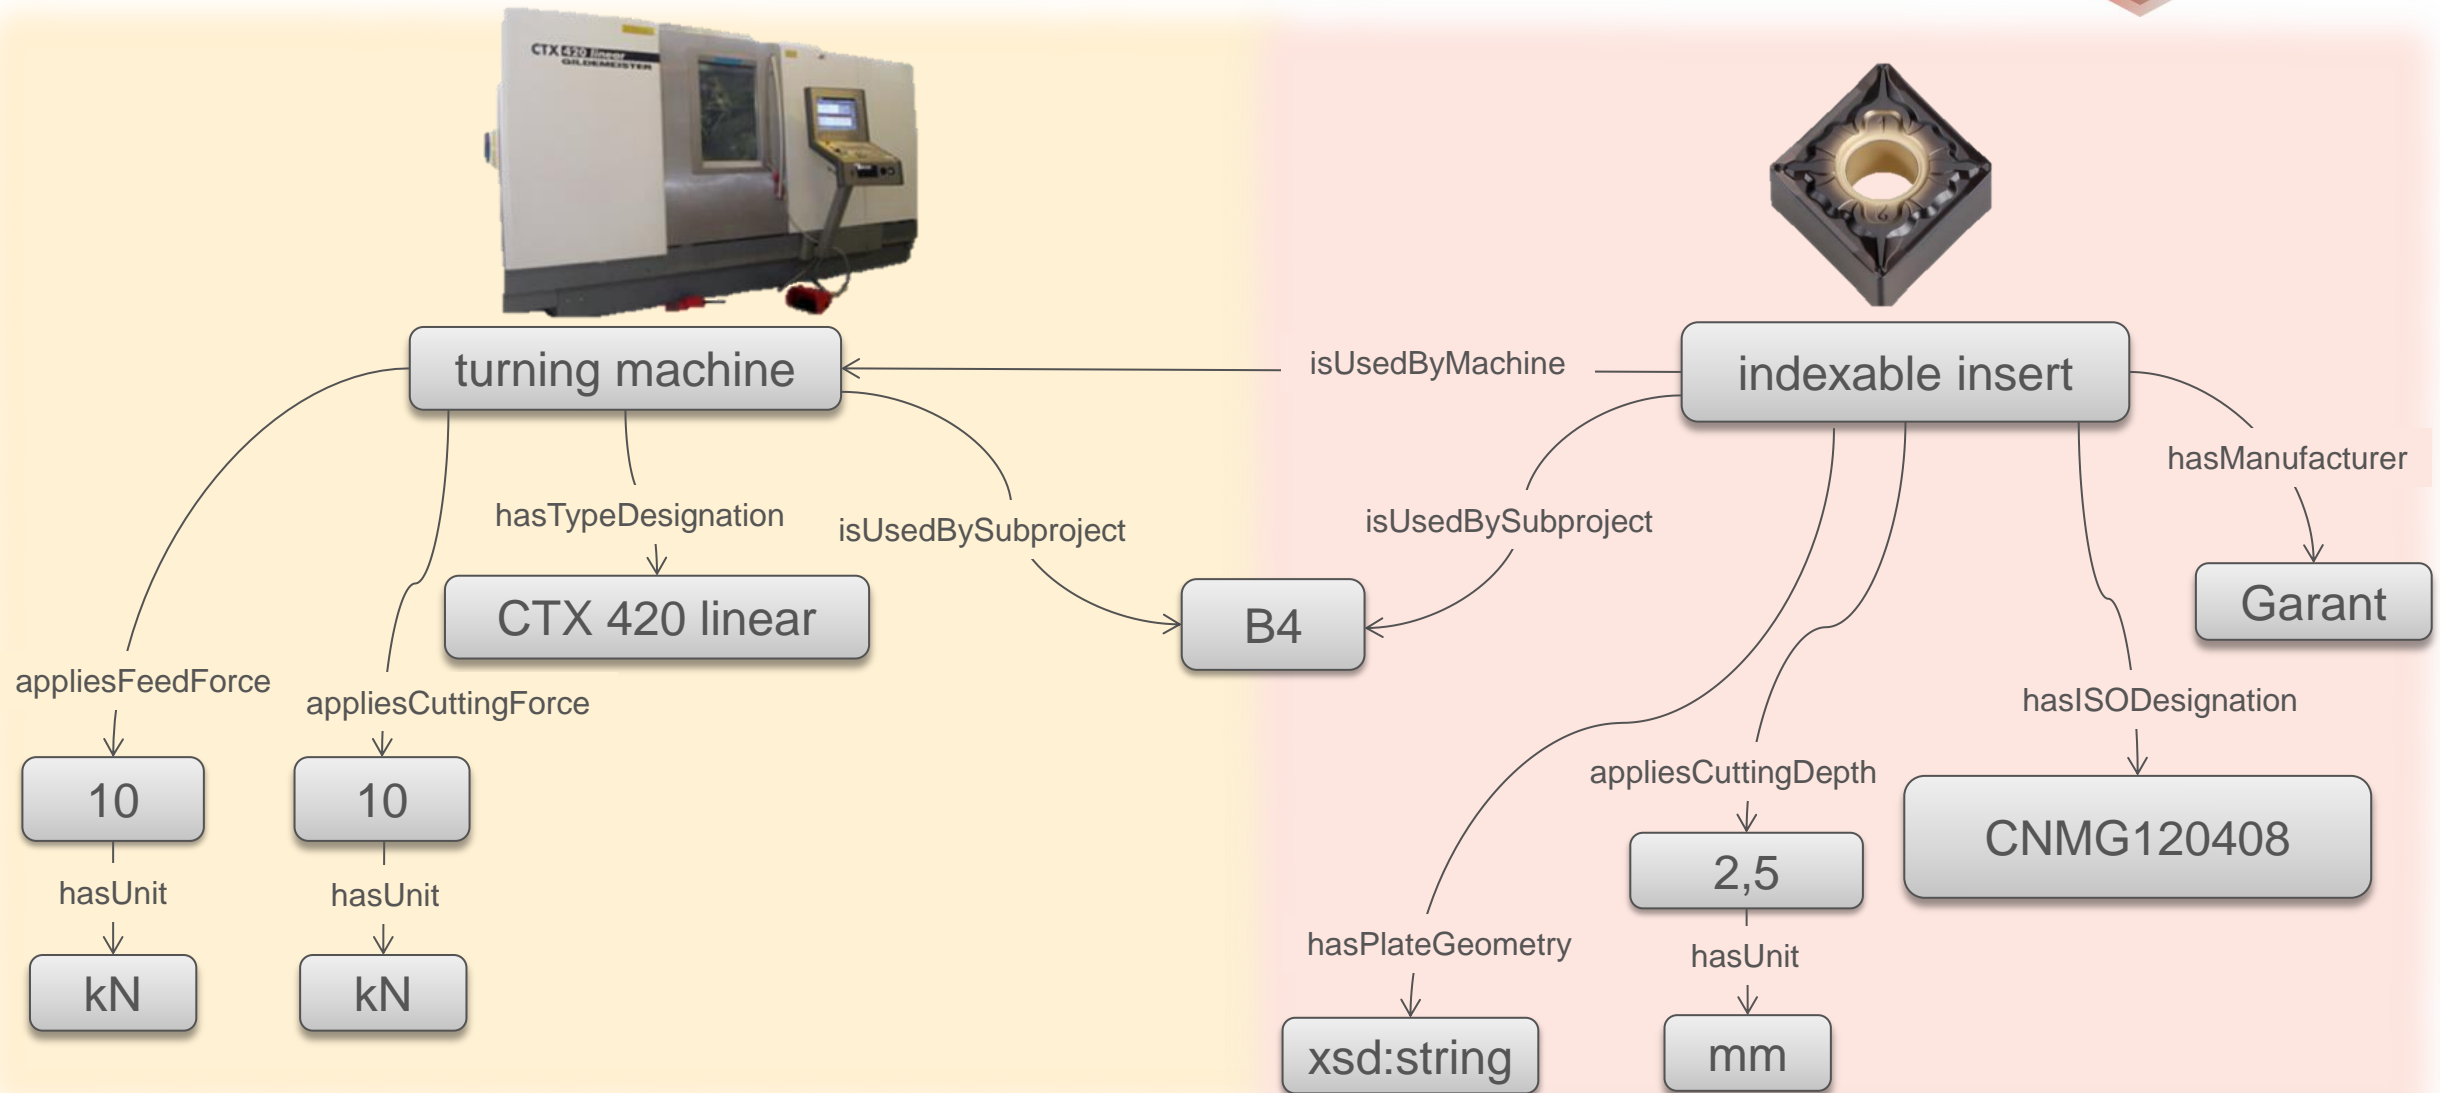 CTX 420 linear
GILDEMEISTER
turning machine
isUsedByMachine
indexable insert
hasManufacturer
hasTypeDesignation
isUsedBySubproject
isUsedBySubproject
CTX 420 linear
B4
Garant
appliesFeedForce
appliesCuttingForce
hasISODesignation
10
10
appliesCuttingDepth
CNMG120408
2,5
hasUnit
hasUnit
hasPlateGeometry
hasUnit
kN
kN
xsd:string
mm